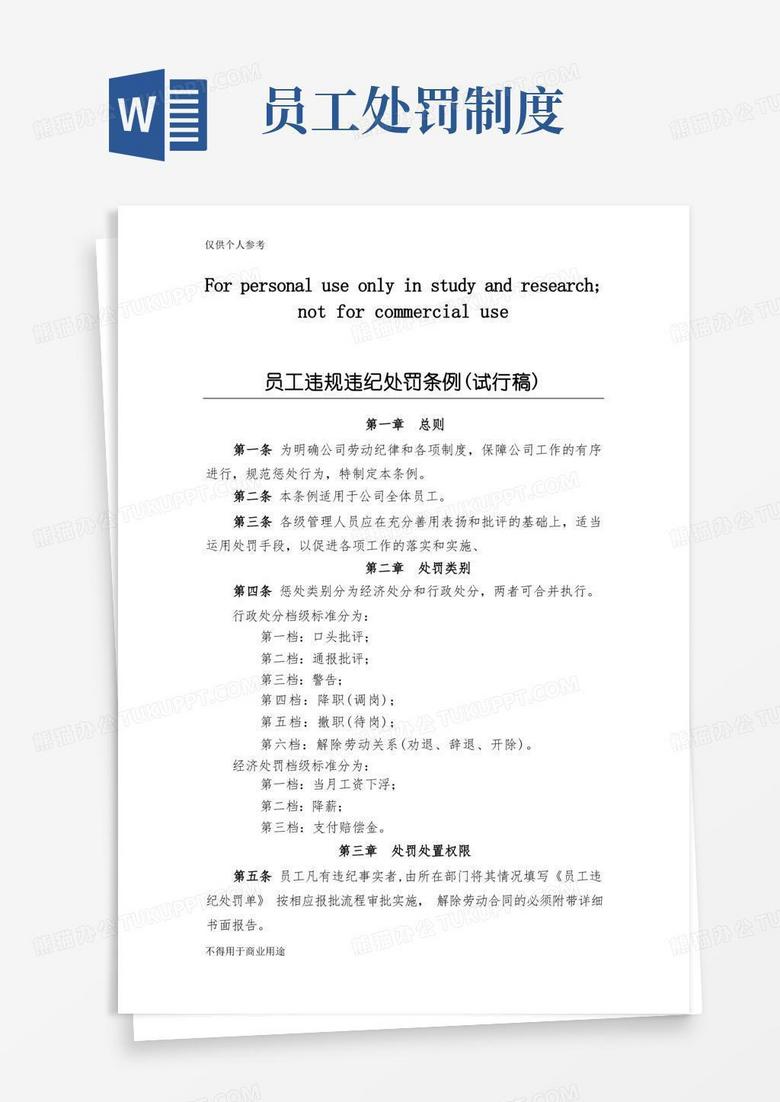 W
员工处罚制度
仅供个人参考
For personal use only in study and research;
not for commercial use
员工违规违纪处罚条例(试行稿)
第一章 总则
第一条 为明确公司劳动纪律和各项制度，保障公司工作的有序
进行，规范惩处行为，特制定本条例。
第二条 本条例适用于公司全体员工。
第三条 各级管理人员应在充分善用表扬和批评的基础上，适当
运用处罚手段，以促进各项工作的落实和实施、
第二章 处罚类别
第四条 惩处类别分为经济处分和行政处分，两者可合并执行。
行政处分档级标准分为：
第一档：口头批评；
第二档：通报批评；
第三档：警告；
第四档：降职(调岗)；
第五档：撤职(待岗)；
第六档：解除劳动关系(劝退、辞退、开除)。
经济处罚档级标准分为：
第一档：当月工资下浮；
第二档：降薪；
第三档：支付赔偿金。
第三章 处罚处置权限
第五条 员工凡有违纪事实者,由所在部门将其情况填写《员工违
纪处罚单》 按相应报批流程审批实施， 解除劳动合同的必须附带详细
书面报告。
不得用于商业用途
熊猫办公 TUKUPPT.COM